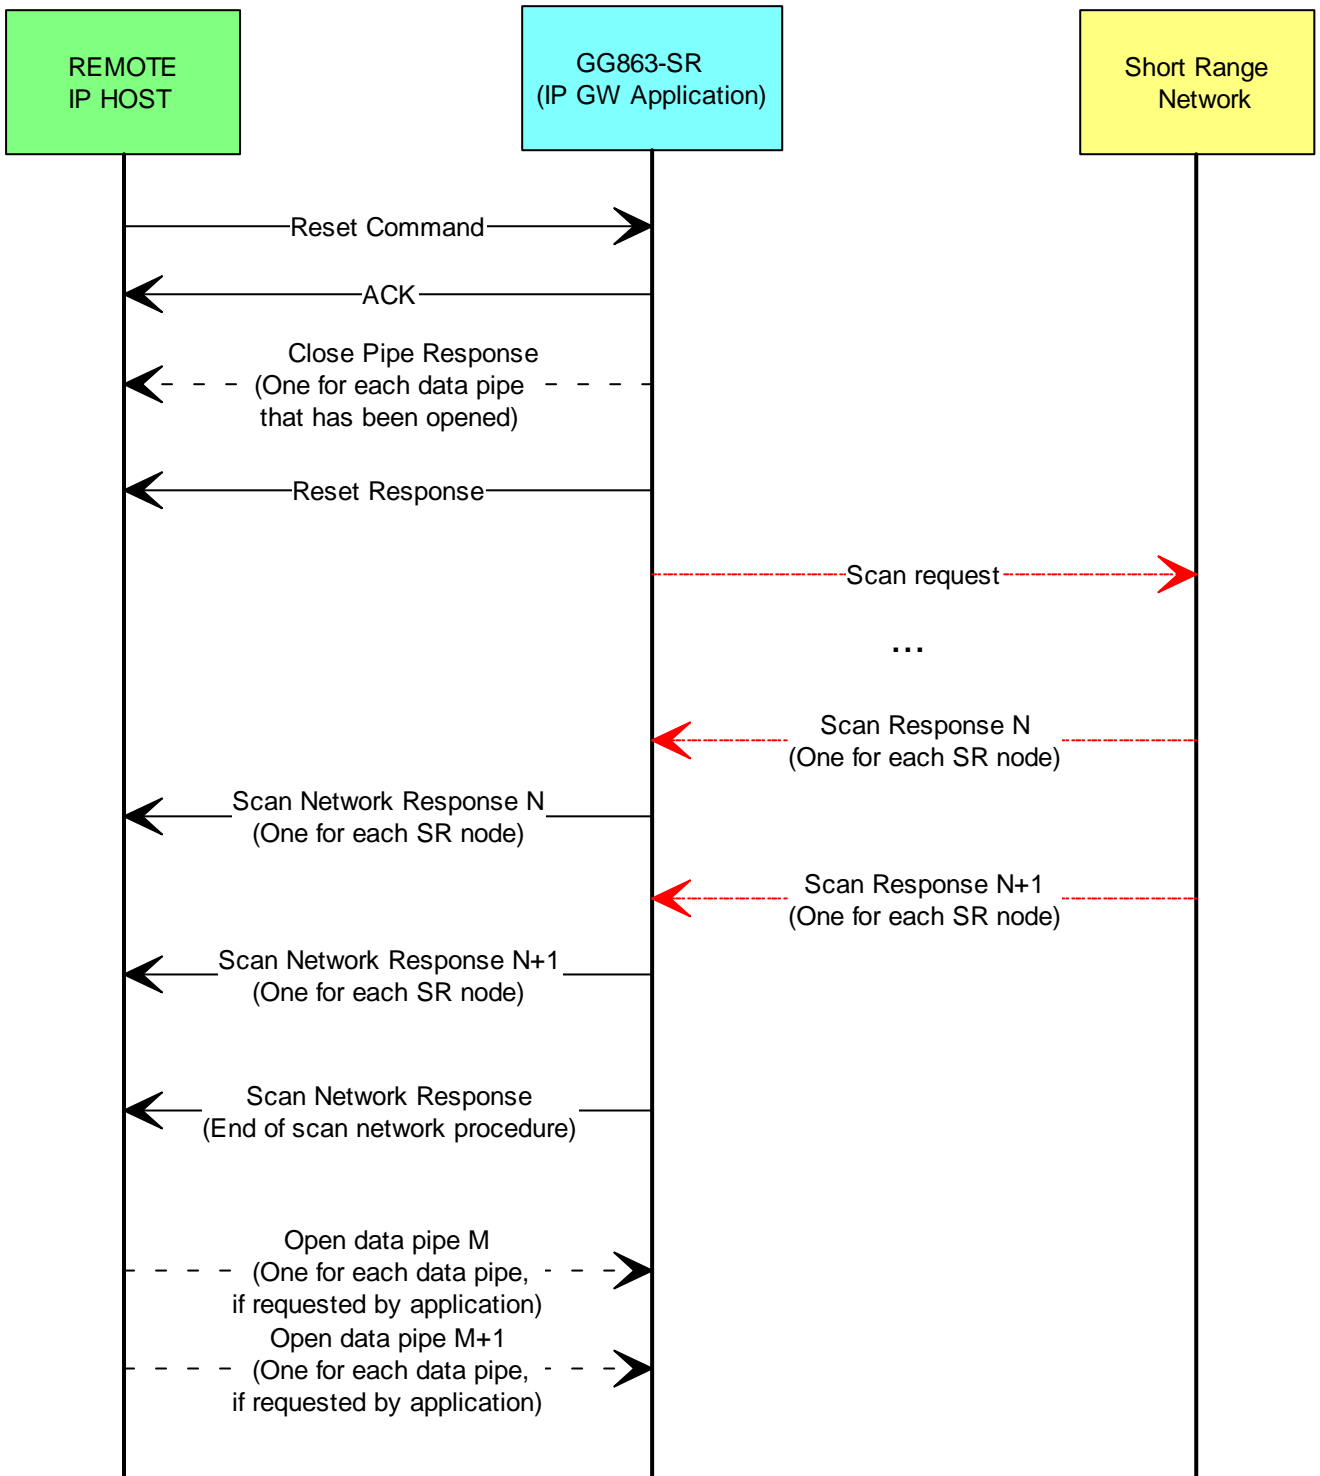 REMOTE
IP HOST
GG863-SR
(IP GW Application)
Short Range
Network
Reset Command
ACK
Close Pipe Response
(One for each data pipe
that has been opened)
Reset Response
Scan request
...
Scan Response N
(One for each SR node)
Scan Network Response N
(One for each SR node)
Scan Response N+1
(One for each SR node)
Scan Network Response N+1
(One for each SR node)
Scan Network Response
(End of scan network procedure)
Open data pipe M
(One for each data pipe,
if requested by application)
Open data pipe M+1
(One for each data pipe,
if requested by application)